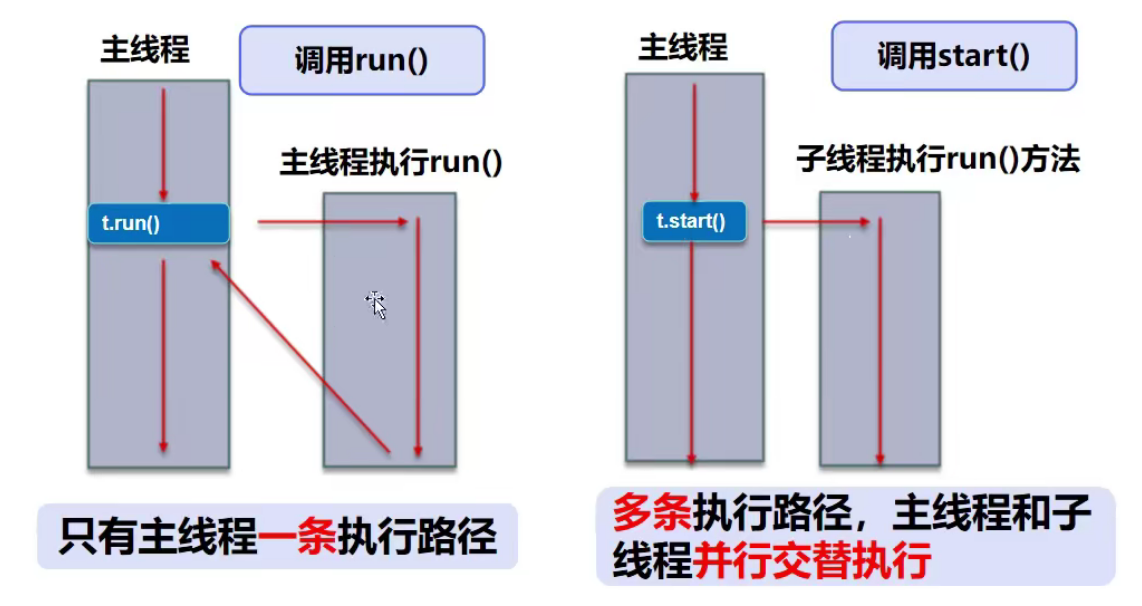 主线程
调用run()
主线程执行run()
t.run()
只有主线程一条执行路径
主线程
调用start()
子线程执行run()方法
t.start()
多条执行路径，主线程和子
线程并行交替执行